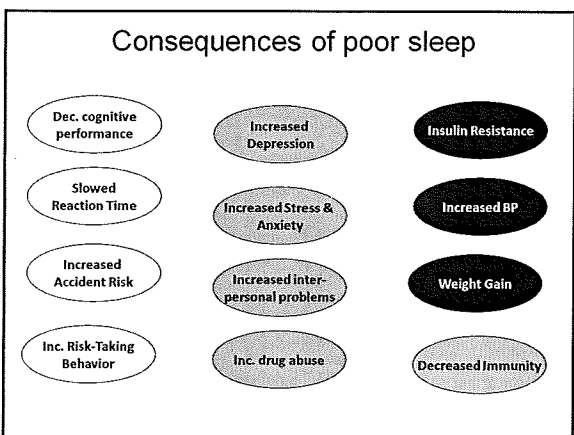 Consequences of poor sleep
Dec. cognitive
performance
Increased
Depression
Insulin Resistance
Slowed
Reaction Time
Increased Stress &
Anxiety
Increased BP
Increased
Accident Risk
Increased inter-
personal problems
Weight Gain
Inc. Risk-Taking
Behavior
Inc. drug abuse
Decreased Immunity